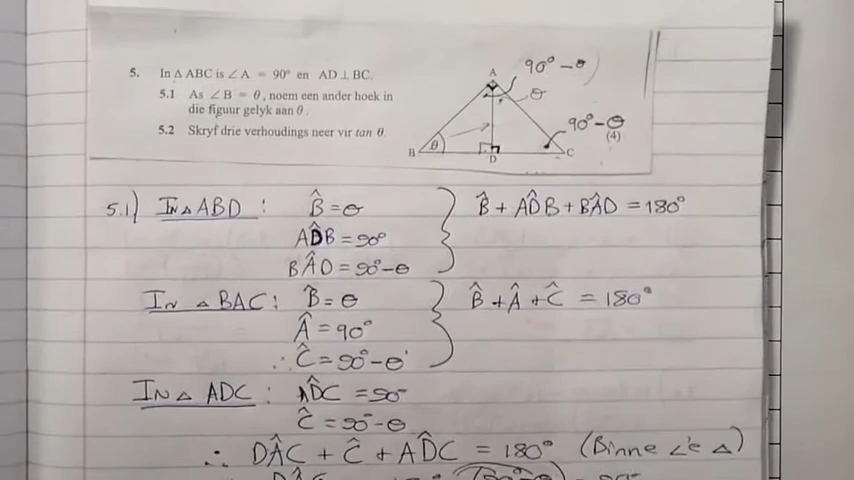 5. In △ ABC is ∠A = 90° en AD ⊥ BC.
5.1 As ∠B = θ, noem een ander hoek in
die figuur gelyk aan θ.
5.2 Skryf drie verhoudings neer vir tan θ.
(4)
A
90° - θ
θ
90° - θ
B
θ
D
C
5.1) In △ ABD : B̂ = θ
AD̂B = 90°
BÂD = 90° - θ
B̂ + AD̂B + BÂD = 180°
In △ BAC : B̂ = θ
Â = 90°
∴ Ĉ = 90° - θ
B̂ + Â + Ĉ = 180°
In △ ADC : AD̂C = 90°
Ĉ = 90° - θ
∴ DÂC + Ĉ + AD̂C = 180° (Binne ∠'e △)